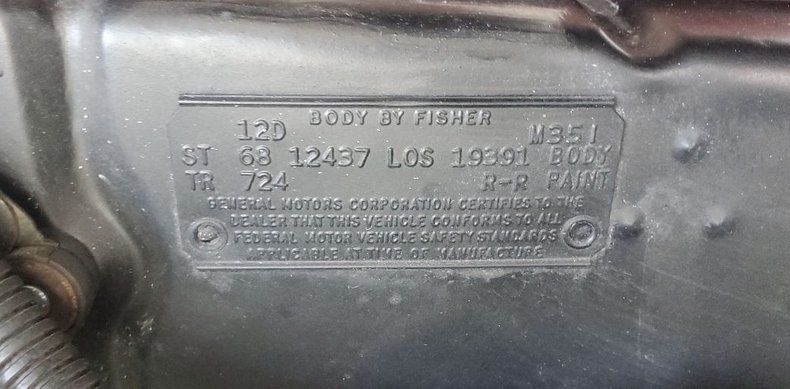 BODY BY FISHER
12D M351
ST 68 12437 LOS 19391 BODY
TR 724 R-R PAINT
GENERAL MOTORS CORPORATION CERTIFIES TO THE
DEALER THAT THIS VEHICLE CONFORMS TO ALL
FEDERAL MOTOR VEHICLE SAFETY STANDARDS
APPLICABLE AT TIME OF MANUFACTURE